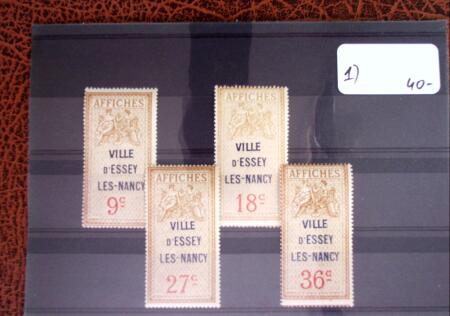 1)
40-
AFFICHES
VILLE
D'ESSEY
LES-NANCY
9c
AFFICHES
VILLE
D'ESSEY
LES-NANCY
18c
AFFICHES
VILLE
D'ESSEY
LES-NANCY
27c
AFFICHES
VILLE
D'ESSEY
LES-NANCY
36c